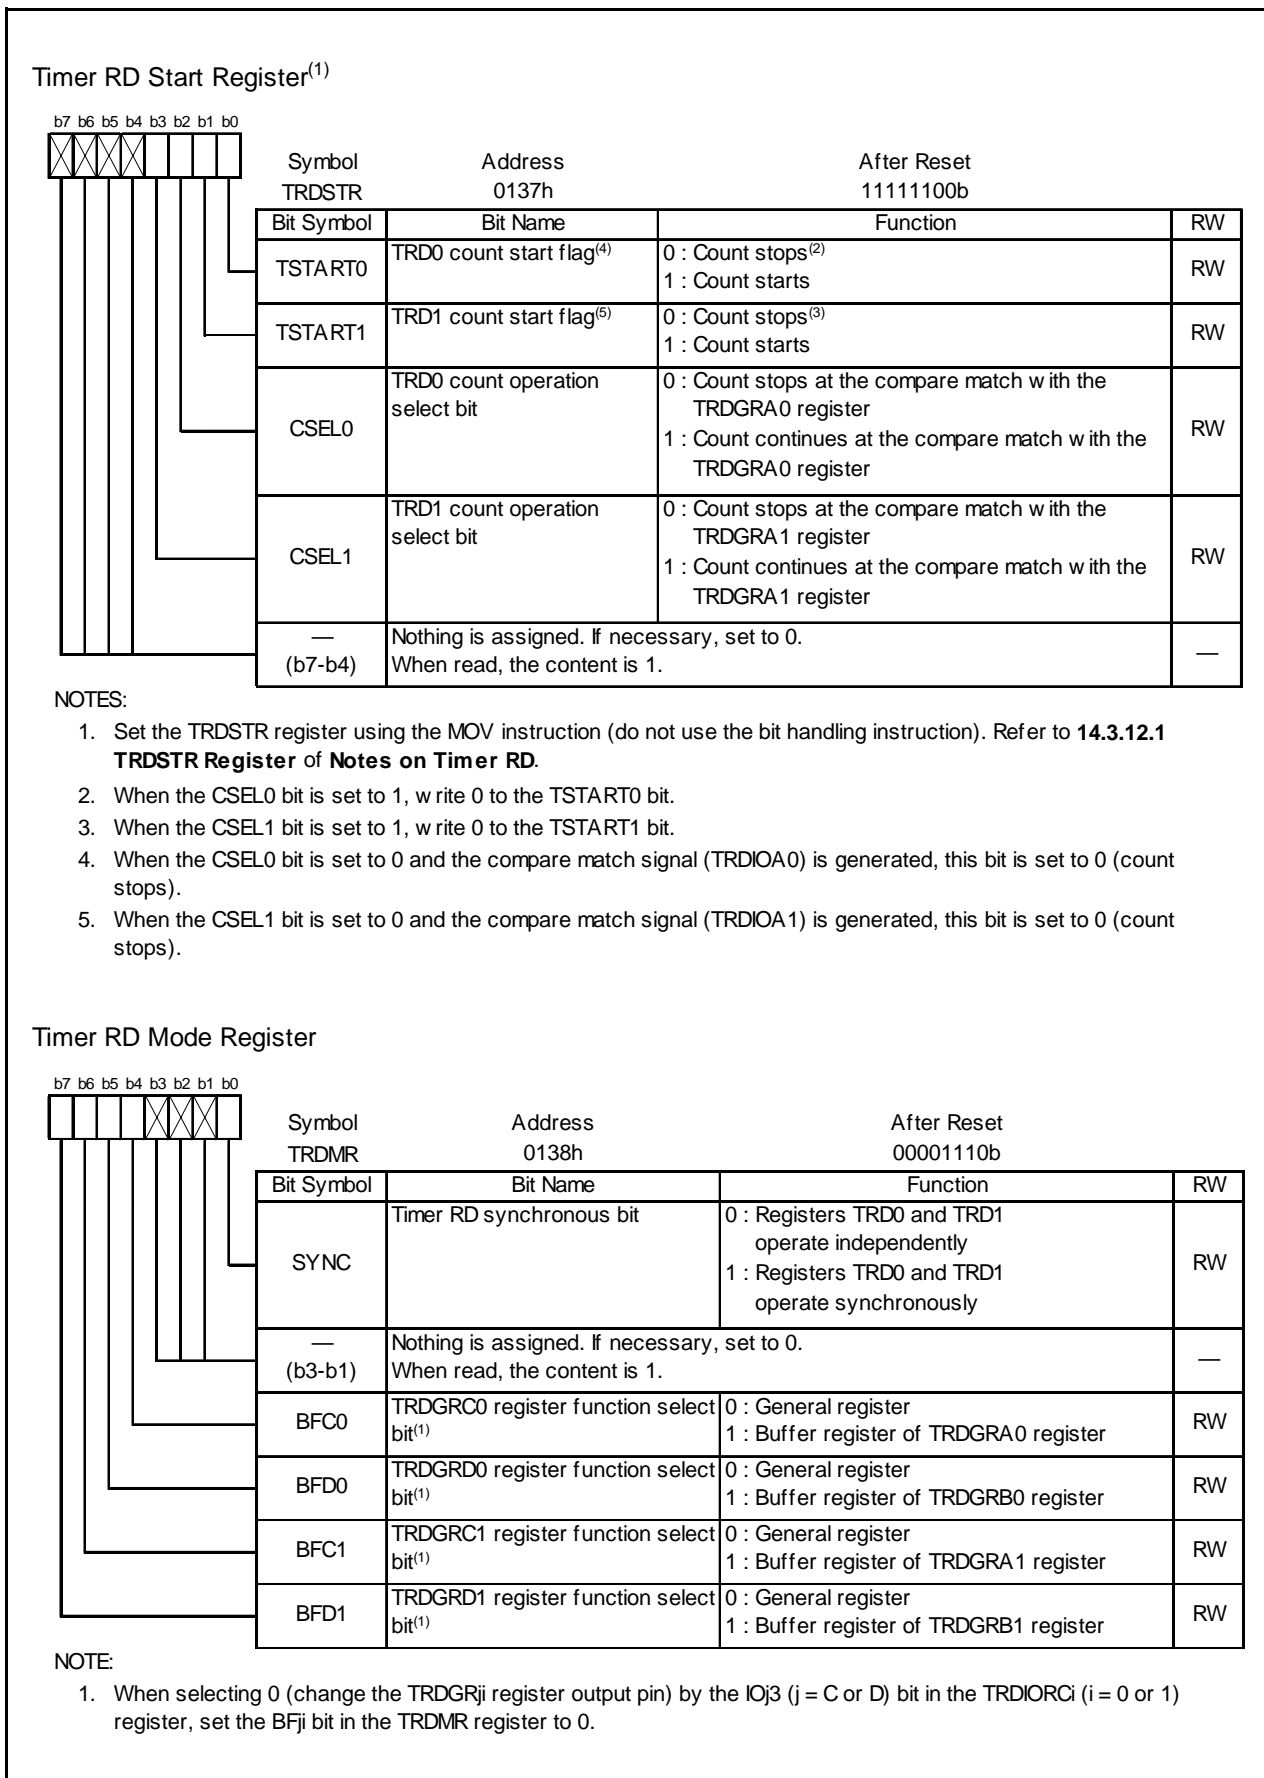 Timer RD Start Register(1)
b7 b6 b5 b4 b3 b2 b1 b0
Symbol Address After Reset
TRDSTR 0137h 11111100b
Bit Symbol Bit Name Function RW
TSTART0 TRD0 count start flag(4) 0 : Count stops(2) RW
1 : Count starts
TSTART1 TRD1 count start flag(5) 0 : Count stops(3) RW
1 : Count starts
CSEL0 TRD0 count operation 0 : Count stops at the compare match with the RW
select bit TRDGRA0 register
1 : Count continues at the compare match with the
TRDGRA0 register
CSEL1 TRD1 count operation 0 : Count stops at the compare match with the RW
select bit TRDGRA1 register
1 : Count continues at the compare match with the
TRDGRA1 register
— Nothing is assigned. If necessary, set to 0. —
(b7-b4) When read, the content is 1.
NOTES:
1. Set the TRDSTR register using the MOV instruction (do not use the bit handling instruction). Refer to 14.3.12.1
TRDSTR Register of Notes on Timer RD.
2. When the CSEL0 bit is set to 1, write 0 to the TSTART0 bit.
3. When the CSEL1 bit is set to 1, write 0 to the TSTART1 bit.
4. When the CSEL0 bit is set to 0 and the compare match signal (TRDIOA0) is generated, this bit is set to 0 (count
stops).
5. When the CSEL1 bit is set to 0 and the compare match signal (TRDIOA1) is generated, this bit is set to 0 (count
stops).
Timer RD Mode Register
b7 b6 b5 b4 b3 b2 b1 b0
Symbol Address After Reset
TRDMR 0138h 00001110b
Bit Symbol Bit Name Function RW
SYNC Timer RD synchronous bit 0 : Registers TRD0 and TRD1 RW
operate independently
1 : Registers TRD0 and TRD1
operate synchronously
— Nothing is assigned. If necessary, set to 0. —
(b3-b1) When read, the content is 1.
BFC0 TRDGRC0 register function select 0 : General register RW
bit(1) 1 : Buffer register of TRDGRA0 register
BFD0 TRDGRD0 register function select 0 : General register RW
bit(1) 1 : Buffer register of TRDGRB0 register
BFC1 TRDGRC1 register function select 0 : General register RW
bit(1) 1 : Buffer register of TRDGRA1 register
BFD1 TRDGRD1 register function select 0 : General register RW
bit(1) 1 : Buffer register of TRDGRB1 register
NOTE:
1. When selecting 0 (change the TRDGRji register output pin) by the IOj3 (j = C or D) bit in the TRDIORCi (i = 0 or 1)
register, set the BFji bit in the TRDMR register to 0.